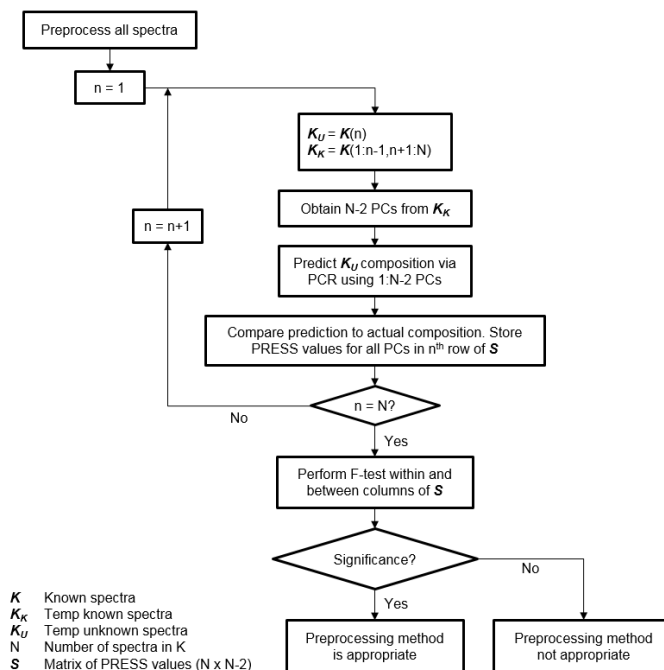 Preprocess all spectra
n = 1
K_U = K(n)
K_K = K(1:n-1,n+1:N)
Obtain N-2 PCs from K_K
n = n+1
Predict K_U composition via
PCR using 1:N-2 PCs
Compare prediction to actual composition. Store
PRESS values for all PCs in nth row of S
n = N?
No
Yes
Perform F-test within and
between columns of S
Significance?
No
Yes
Preprocessing method
is appropriate
Preprocessing method
not appropriate
K Known spectra
K_K Temp known spectra
K_U Temp unknown spectra
N Number of spectra in K
S Matrix of PRESS values (N x N-2)